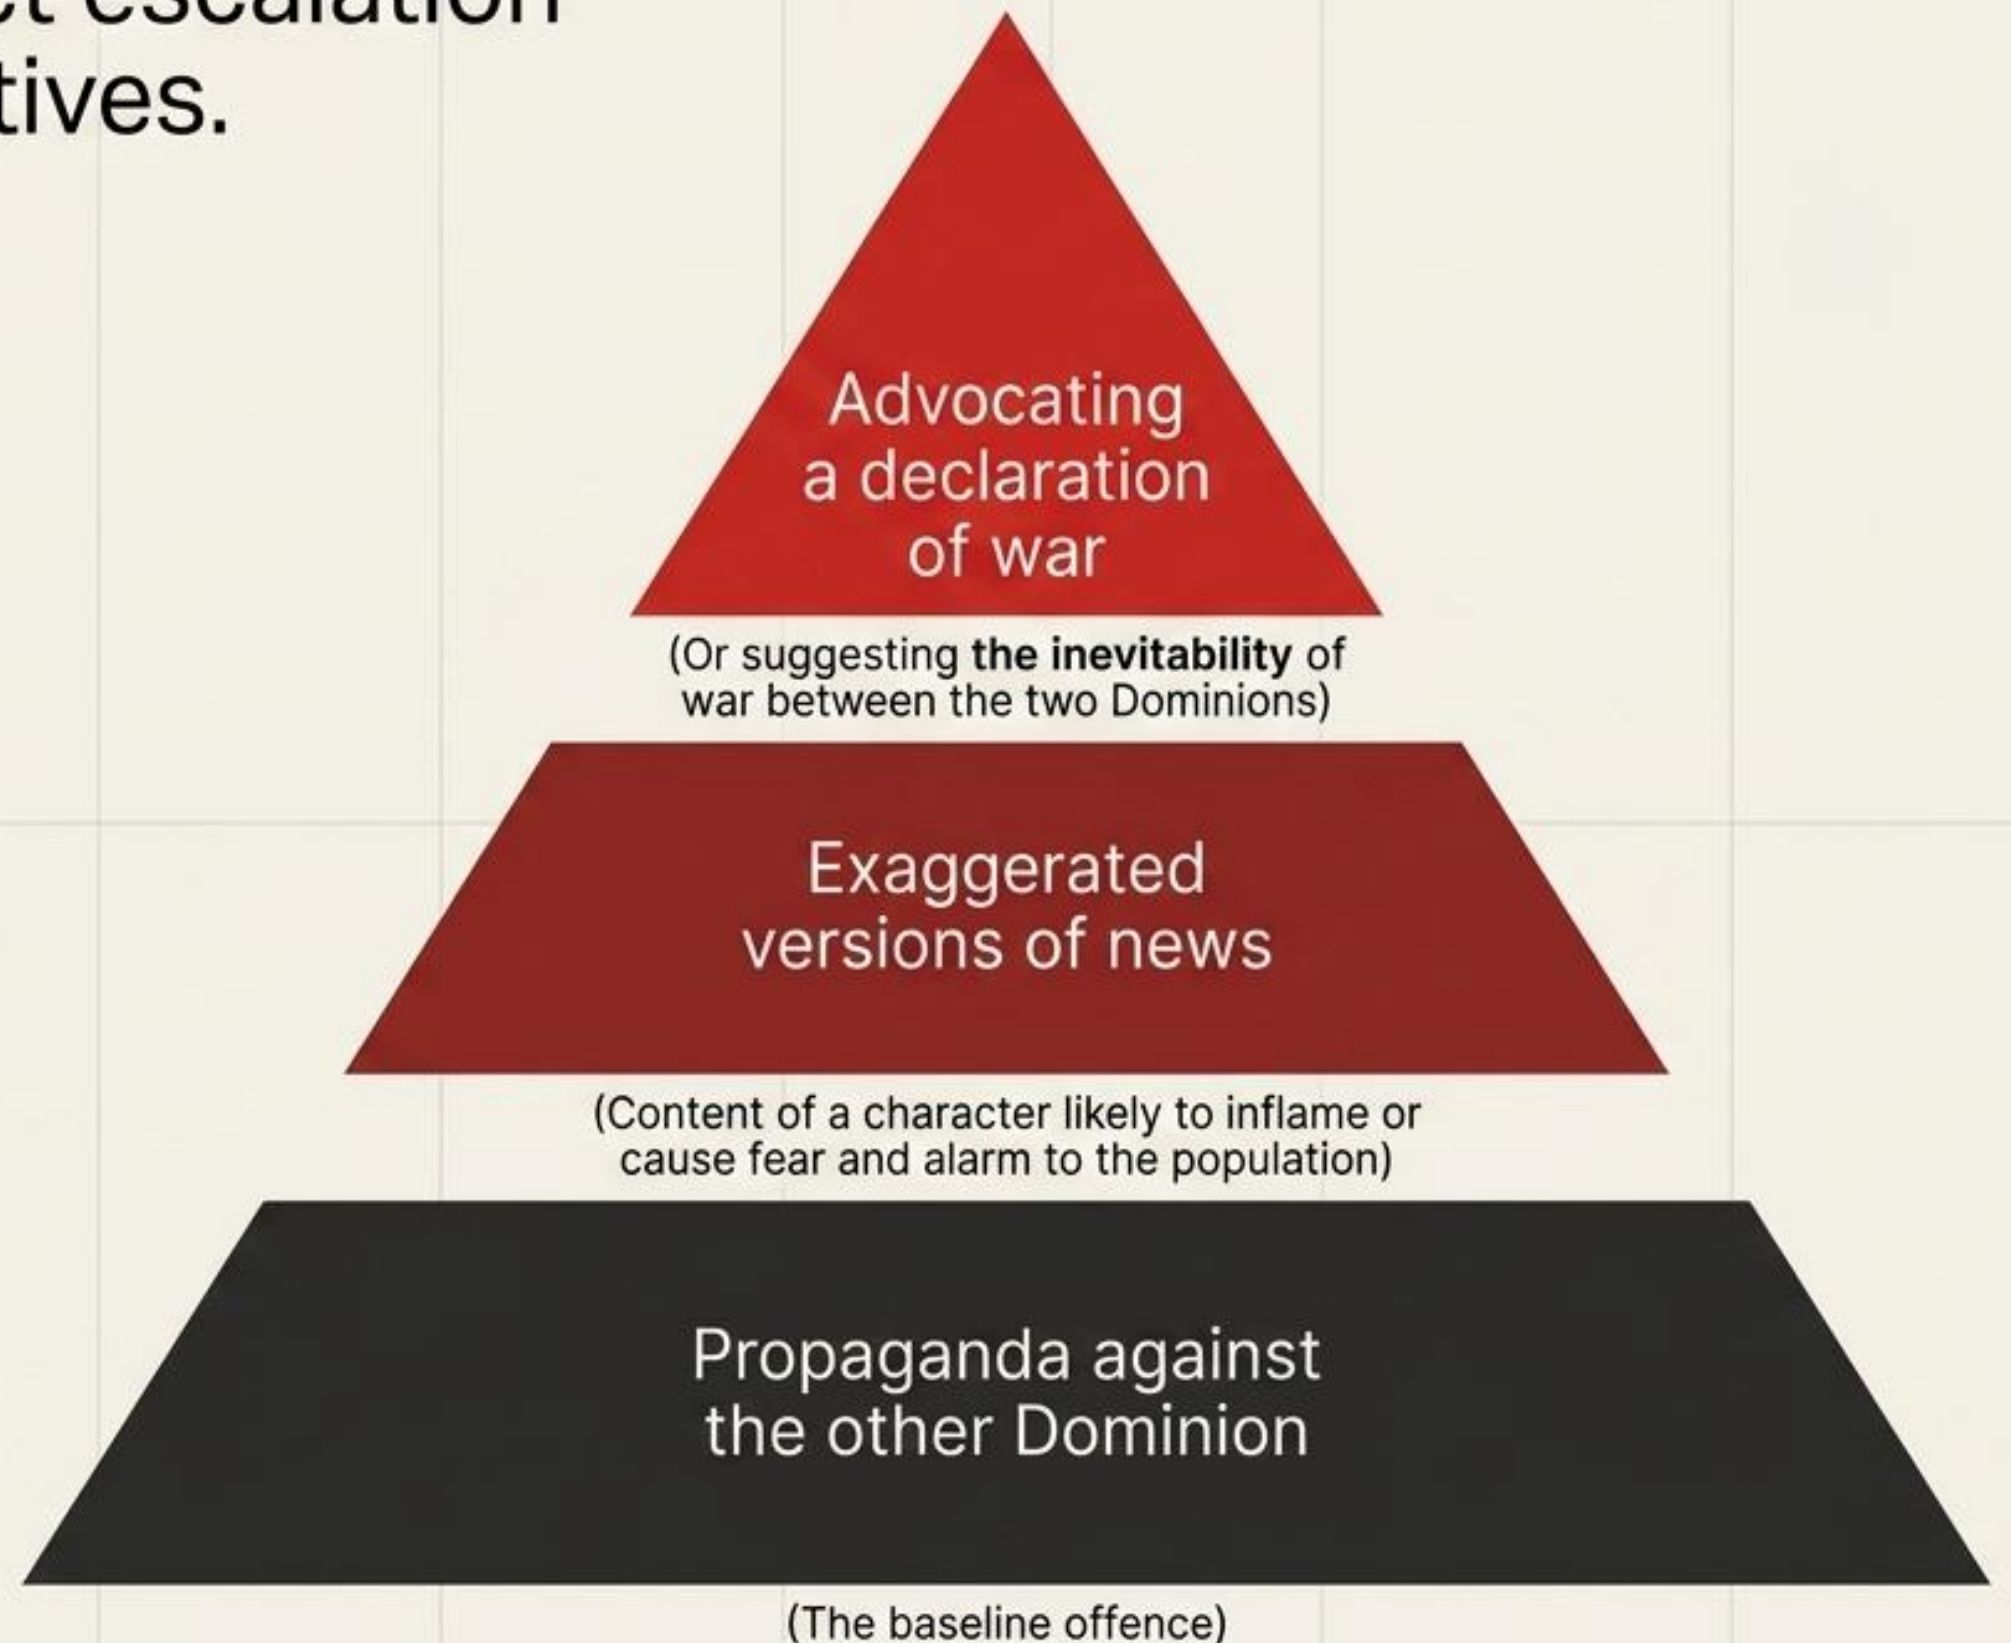 escalation
tives.
Advocating
a declaration
of war
(Or suggesting the inevitability of
war between the two Dominions)
Exaggerated
versions of news
(Content of a character likely to inflame or
cause fear and alarm to the population)
Propaganda against
the other Dominion
(The baseline offence)